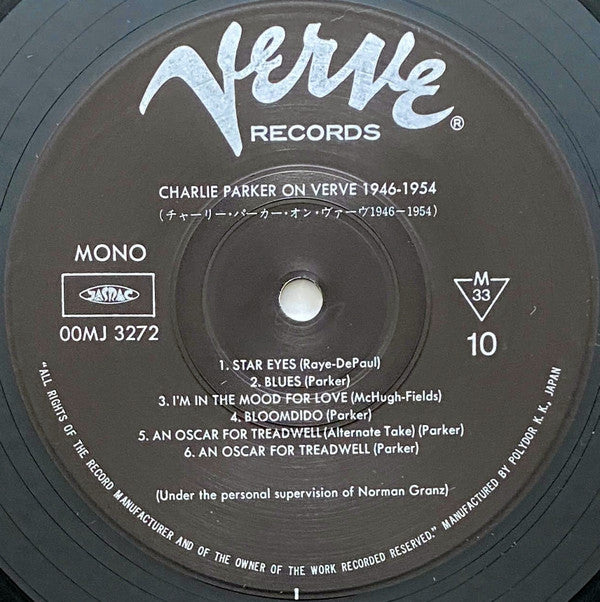 Verve
RECORDS ®
CHARLIE PARKER ON VERVE 1946-1954
(チャーリー・パーカー・オン・ヴァーヴ1946－1954)
MONO
JASRAC
00MJ 3272
M
33
10
1. STAR EYES (Raye-DePaul)
2. BLUES (Parker)
3. I'M IN THE MOOD FOR LOVE (McHugh-Fields)
4. BLOOMDIDO (Parker)
5. AN OSCAR FOR TREADWELL (Alternate Take) (Parker)
6. AN OSCAR FOR TREADWELL (Parker)
(Under the personal supervision of Norman Granz)
"ALL RIGHTS OF THE RECORD MANUFACTURER AND OF THE OWNER OF THE WORK RECORDED RESERVED." MANUFACTURED BY POLYDOR K. K., JAPAN